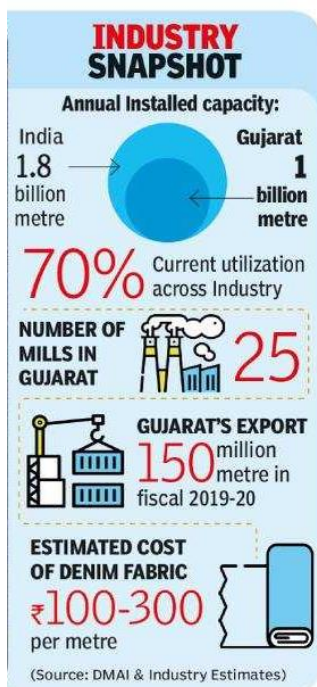 INDUSTRY
SNAPSHOT
Annual Installed capacity:
India
1.8
billion
metre
Gujarat
1
billion
metre
70% Current utilization
across Industry
NUMBER OF
MILLS IN
GUJARAT
25
GUJARAT'S EXPORT
150 million
metre in
fiscal 2019-20
ESTIMATED COST
OF DENIM FABRIC
₹100-300
per metre
(Source: DMAI & Industry Estimates)